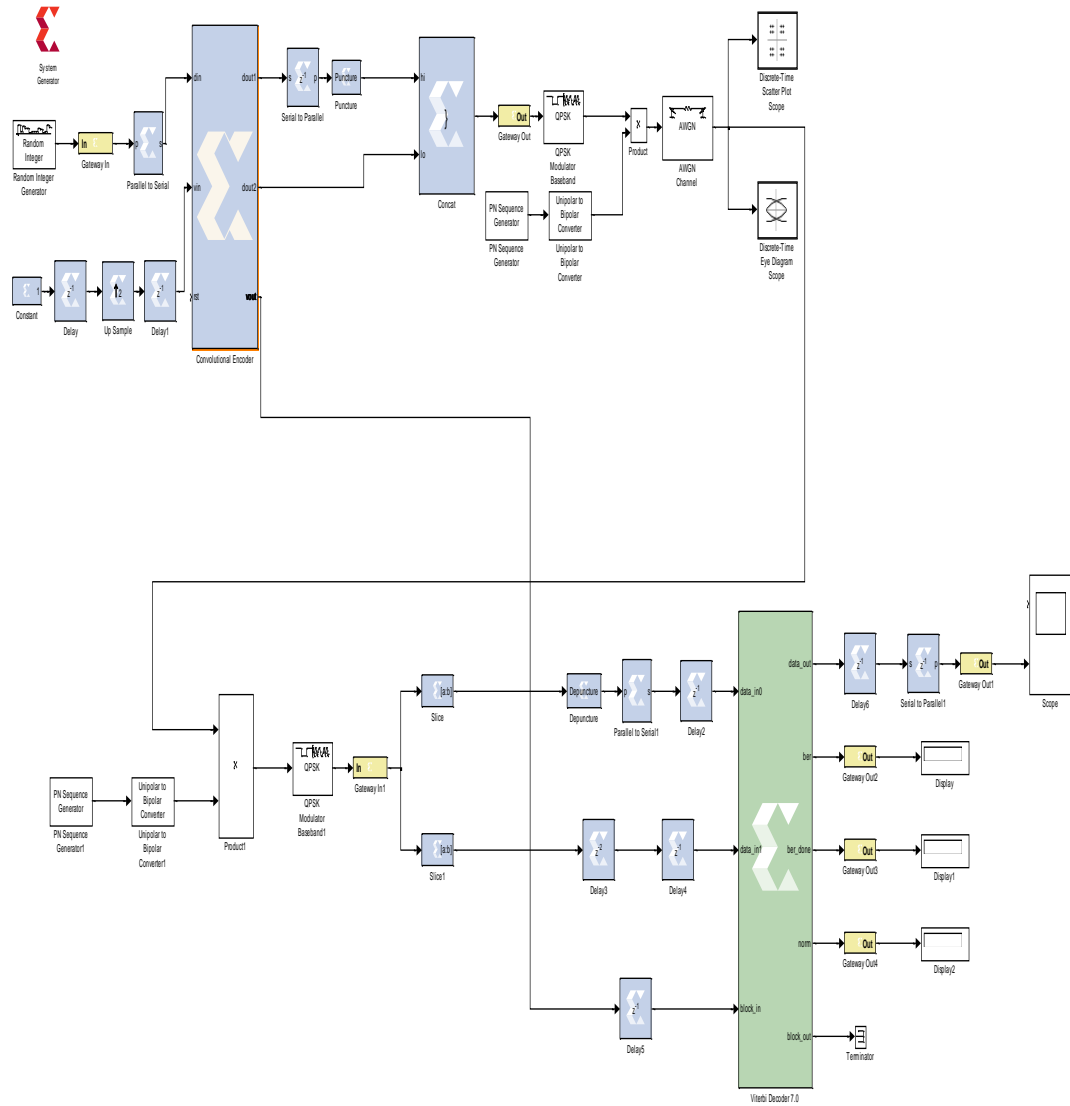 System
Generator
Random
Integer
Random Integer
Generator
In
Gateway In
p
s
Parallel to Serial
1
Constant
z-1
Delay
2
Up Sample
z-1
Delay1
din
vin
rst
dout1
dout2
vout
Convolutional Encoder
s
z-1
p
Serial to Parallel
Puncture
Puncture
hi
lo
}
Concat
Out
Gateway Out
QPSK
QPSK
Modulator
Baseband
PN Sequence
Generator
PN Sequence
Generator
Unipolar to
Bipolar
Converter
Unipolar to
Bipolar
Converter
x
Product
AWGN
AWGN
Channel
Discrete-Time
Scatter Plot
Scope
Discrete-Time
Eye Diagram
Scope
PN Sequence
Generator
PN Sequence
Generator1
Unipolar to
Bipolar
Converter
Unipolar to
Bipolar
Converter1
x
Product1
QPSK
QPSK
Modulator
Baseband1
In
Gateway In1
[a:b]
Slice
[a:b]
Slice1
Depuncture
Depuncture
p
s
Parallel to Serial1
z-1
Delay2
z-2
Delay3
z-1
Delay4
z-1
Delay5
data_in0
data_in1
block_in
data_out
ber
ber_done
norm
block_out
Viterbi Decoder 7.0
z-1
Delay6
s
z-1
p
Serial to Parallel1
Out
Gateway Out1
Scope
Out
Gateway Out2
Display
Out
Gateway Out3
Display1
Out
Gateway Out4
Display2
Terminator